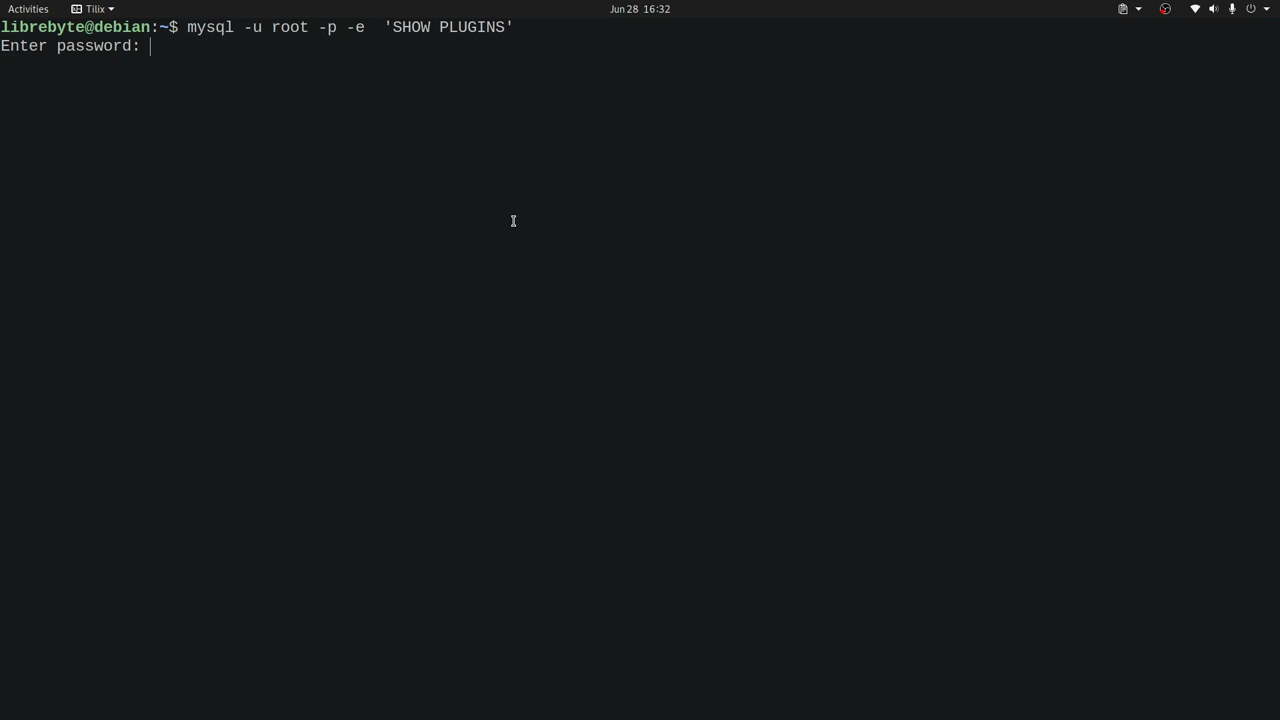 Activities Tilix Jun 28 16:32
librebyte@debian:~$ mysql -u root -p -e  'SHOW PLUGINS'
Enter password: